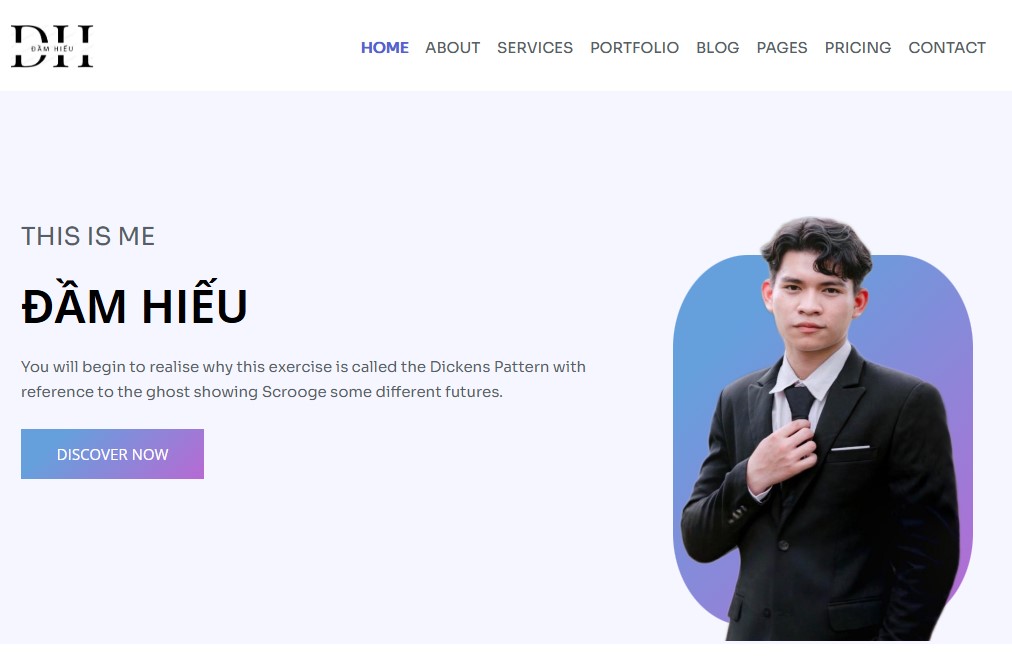 DH
ĐẦM HIẾU
HOME ABOUT SERVICES PORTFOLIO BLOG PAGES PRICING CONTACT
THIS IS ME
ĐẦM HIẾU
You will begin to realise why this exercise is called the Dickens Pattern with
reference to the ghost showing Scrooge some different futures.
DISCOVER NOW